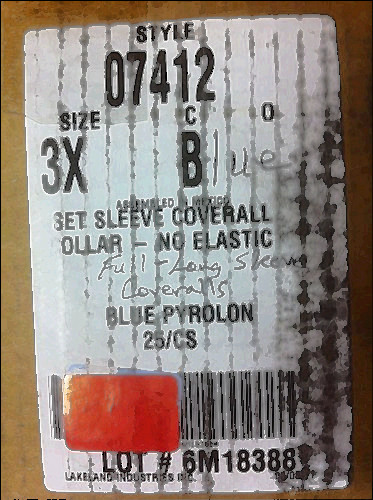 STYLE
07412
SIZE C O
3X Blue
ASSEMBLED MEXICO
SET SLEEVE COVERALL
OLLAR - NO ELASTIC
Full-Long Sleeve
Coveralls
BLUE PYROLON
25/CS
LOT # 6M18388
LAKELAND INDUSTRIES INC.